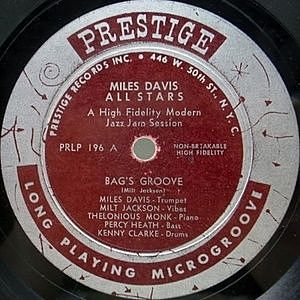 PRESTIGE
PRESTIGE RECORDS INC. • 446 W. 50th ST., N.Y.C.
MILES DAVIS
ALL STARS
A High Fidelity Modern
Jazz Jam Session
PRLP 196 A
NON-BREAKABLE
HIGH FIDELITY
BAG'S GROOVE
(Milt Jackson)
MILES DAVIS - Trumpet
MILT JACKSON - Vibes
THELONIOUS MONK - Piano
PERCY HEATH - Bass
KENNY CLARKE - Drums
LONG PLAYING MICROGROOVE